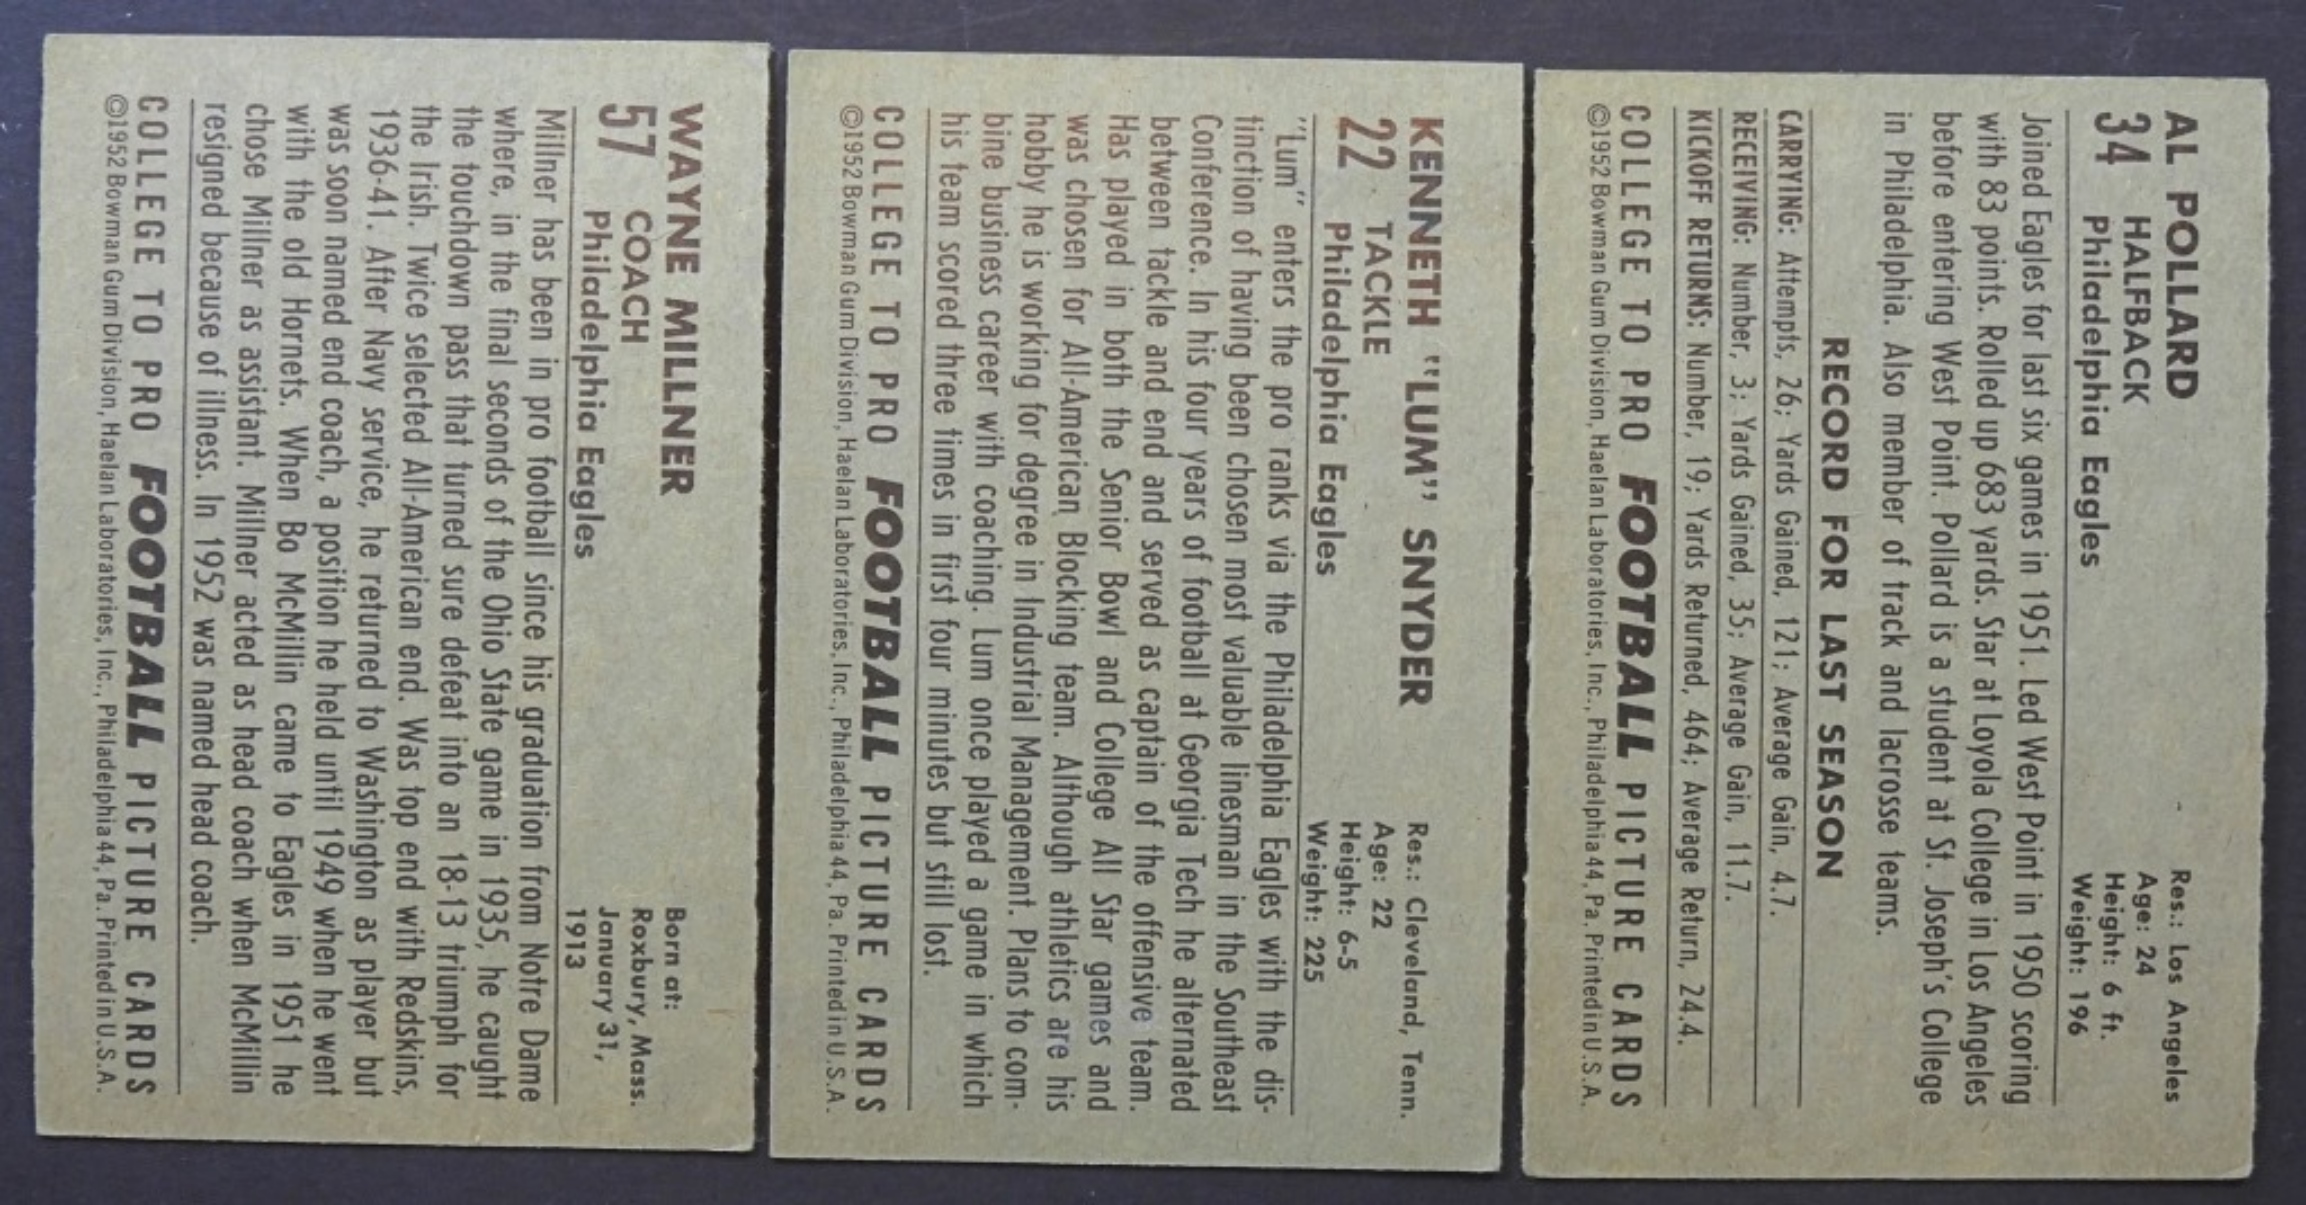 AL POLLARD
34 HALFBACK
Philadelphia Eagles
Res.: Los Angeles
Age: 24
Height: 6 ft.
Weight: 196
Joined Eagles for last six games in 1951. Led West Point in 1950 scoring
with 83 points. Rolled up 683 yards. Star at Loyola College in Los Angeles
before entering West Point. Pollard is a student at St. Joseph's College
in Philadelphia. Also member of track and lacrosse teams.
RECORD FOR LAST SEASON
CARRYING: Attempts, 26; Yards Gained, 121; Average Gain, 4.7.
RECEIVING: Number, 3; Yards Gained, 35; Average Gain, 11.7.
KICKOFF RETURNS: Number, 19; Yards Returned, 464; Average Return, 24.4.
COLLEGE TO PRO FOOTBALL PICTURE CARDS
©1952 Bowman Gum Division, Haelan Laboratories, Inc., Philadelphia 44, Pa. Printed in U.S.A.
KENNETH "LUM" SNYDER
22 TACKLE
Philadelphia Eagles
Res.: Cleveland, Tenn.
Age: 22
Height: 6-5
Weight: 225
"Lum" enters the pro ranks via the Philadelphia Eagles with the dis-
tinction of having been chosen most valuable linesman in the Southeast
Conference. In his four years of football at Georgia Tech he alternated
between tackle and end and served as captain of the offensive team.
Has played in both the Senior Bowl and College All Star games and
was chosen for All-American Blocking team. Although athletics are his
hobby he is working for degree in Industrial Management. Plans to com-
bine business career with coaching. Lum once played a game in which
his team scored three times in first four minutes but still lost.
COLLEGE TO PRO FOOTBALL PICTURE CARDS
©1952 Bowman Gum Division, Haelan Laboratories, Inc., Philadelphia 44, Pa. Printed in U.S.A.
WAYNE MILLNER
57 COACH
Philadelphia Eagles
Born at:
Roxbury, Mass.
January 31,
1913
Millner has been in pro football since his graduation from Notre Dame
where, in the final seconds of the Ohio State game in 1935, he caught
the touchdown pass that turned sure defeat into an 18-13 triumph for
the Irish. Twice selected All-American end. Was top end with Redskins,
1936-41. After Navy service, he returned to Washington as player but
was soon named end coach, a position he held until 1949 when he went
with the old Hornets. When Bo McMillin came to Eagles in 1951 he
chose Millner as assistant. Millner acted as head coach when McMillin
resigned because of illness. In 1952 was named head coach.
COLLEGE TO PRO FOOTBALL PICTURE CARDS
©1952 Bowman Gum Division, Haelan Laboratories, Inc., Philadelphia 44, Pa. Printed in U.S.A.